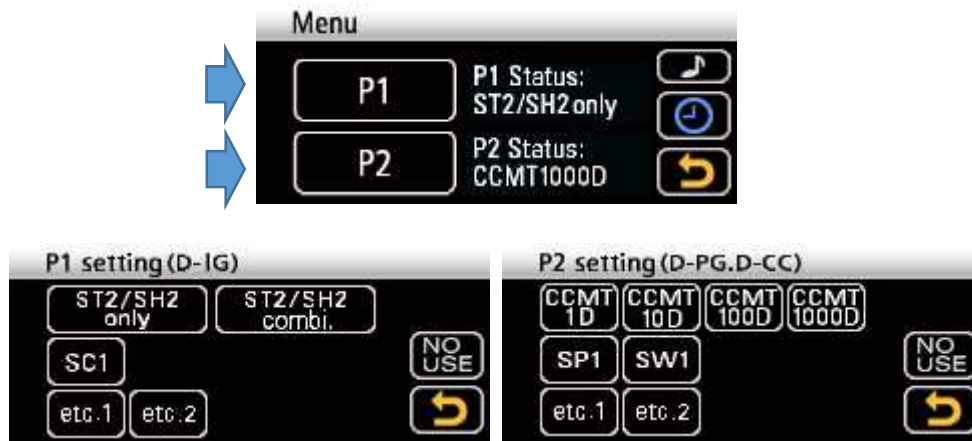 Menu
P1
P1 Status:
ST2/SH2 only
P2
P2 Status:
CCMT1000D
P1 setting (D-IG)
ST2/SH2
only
ST2/SH2
combi.
SC1
NO
USE
etc.1
etc.2
P2 setting (D-PG.D-CC)
CCMT
1D
CCMT
10D
CCMT
100D
CCMT
1000D
SP1
SW1
NO
USE
etc.1
etc.2